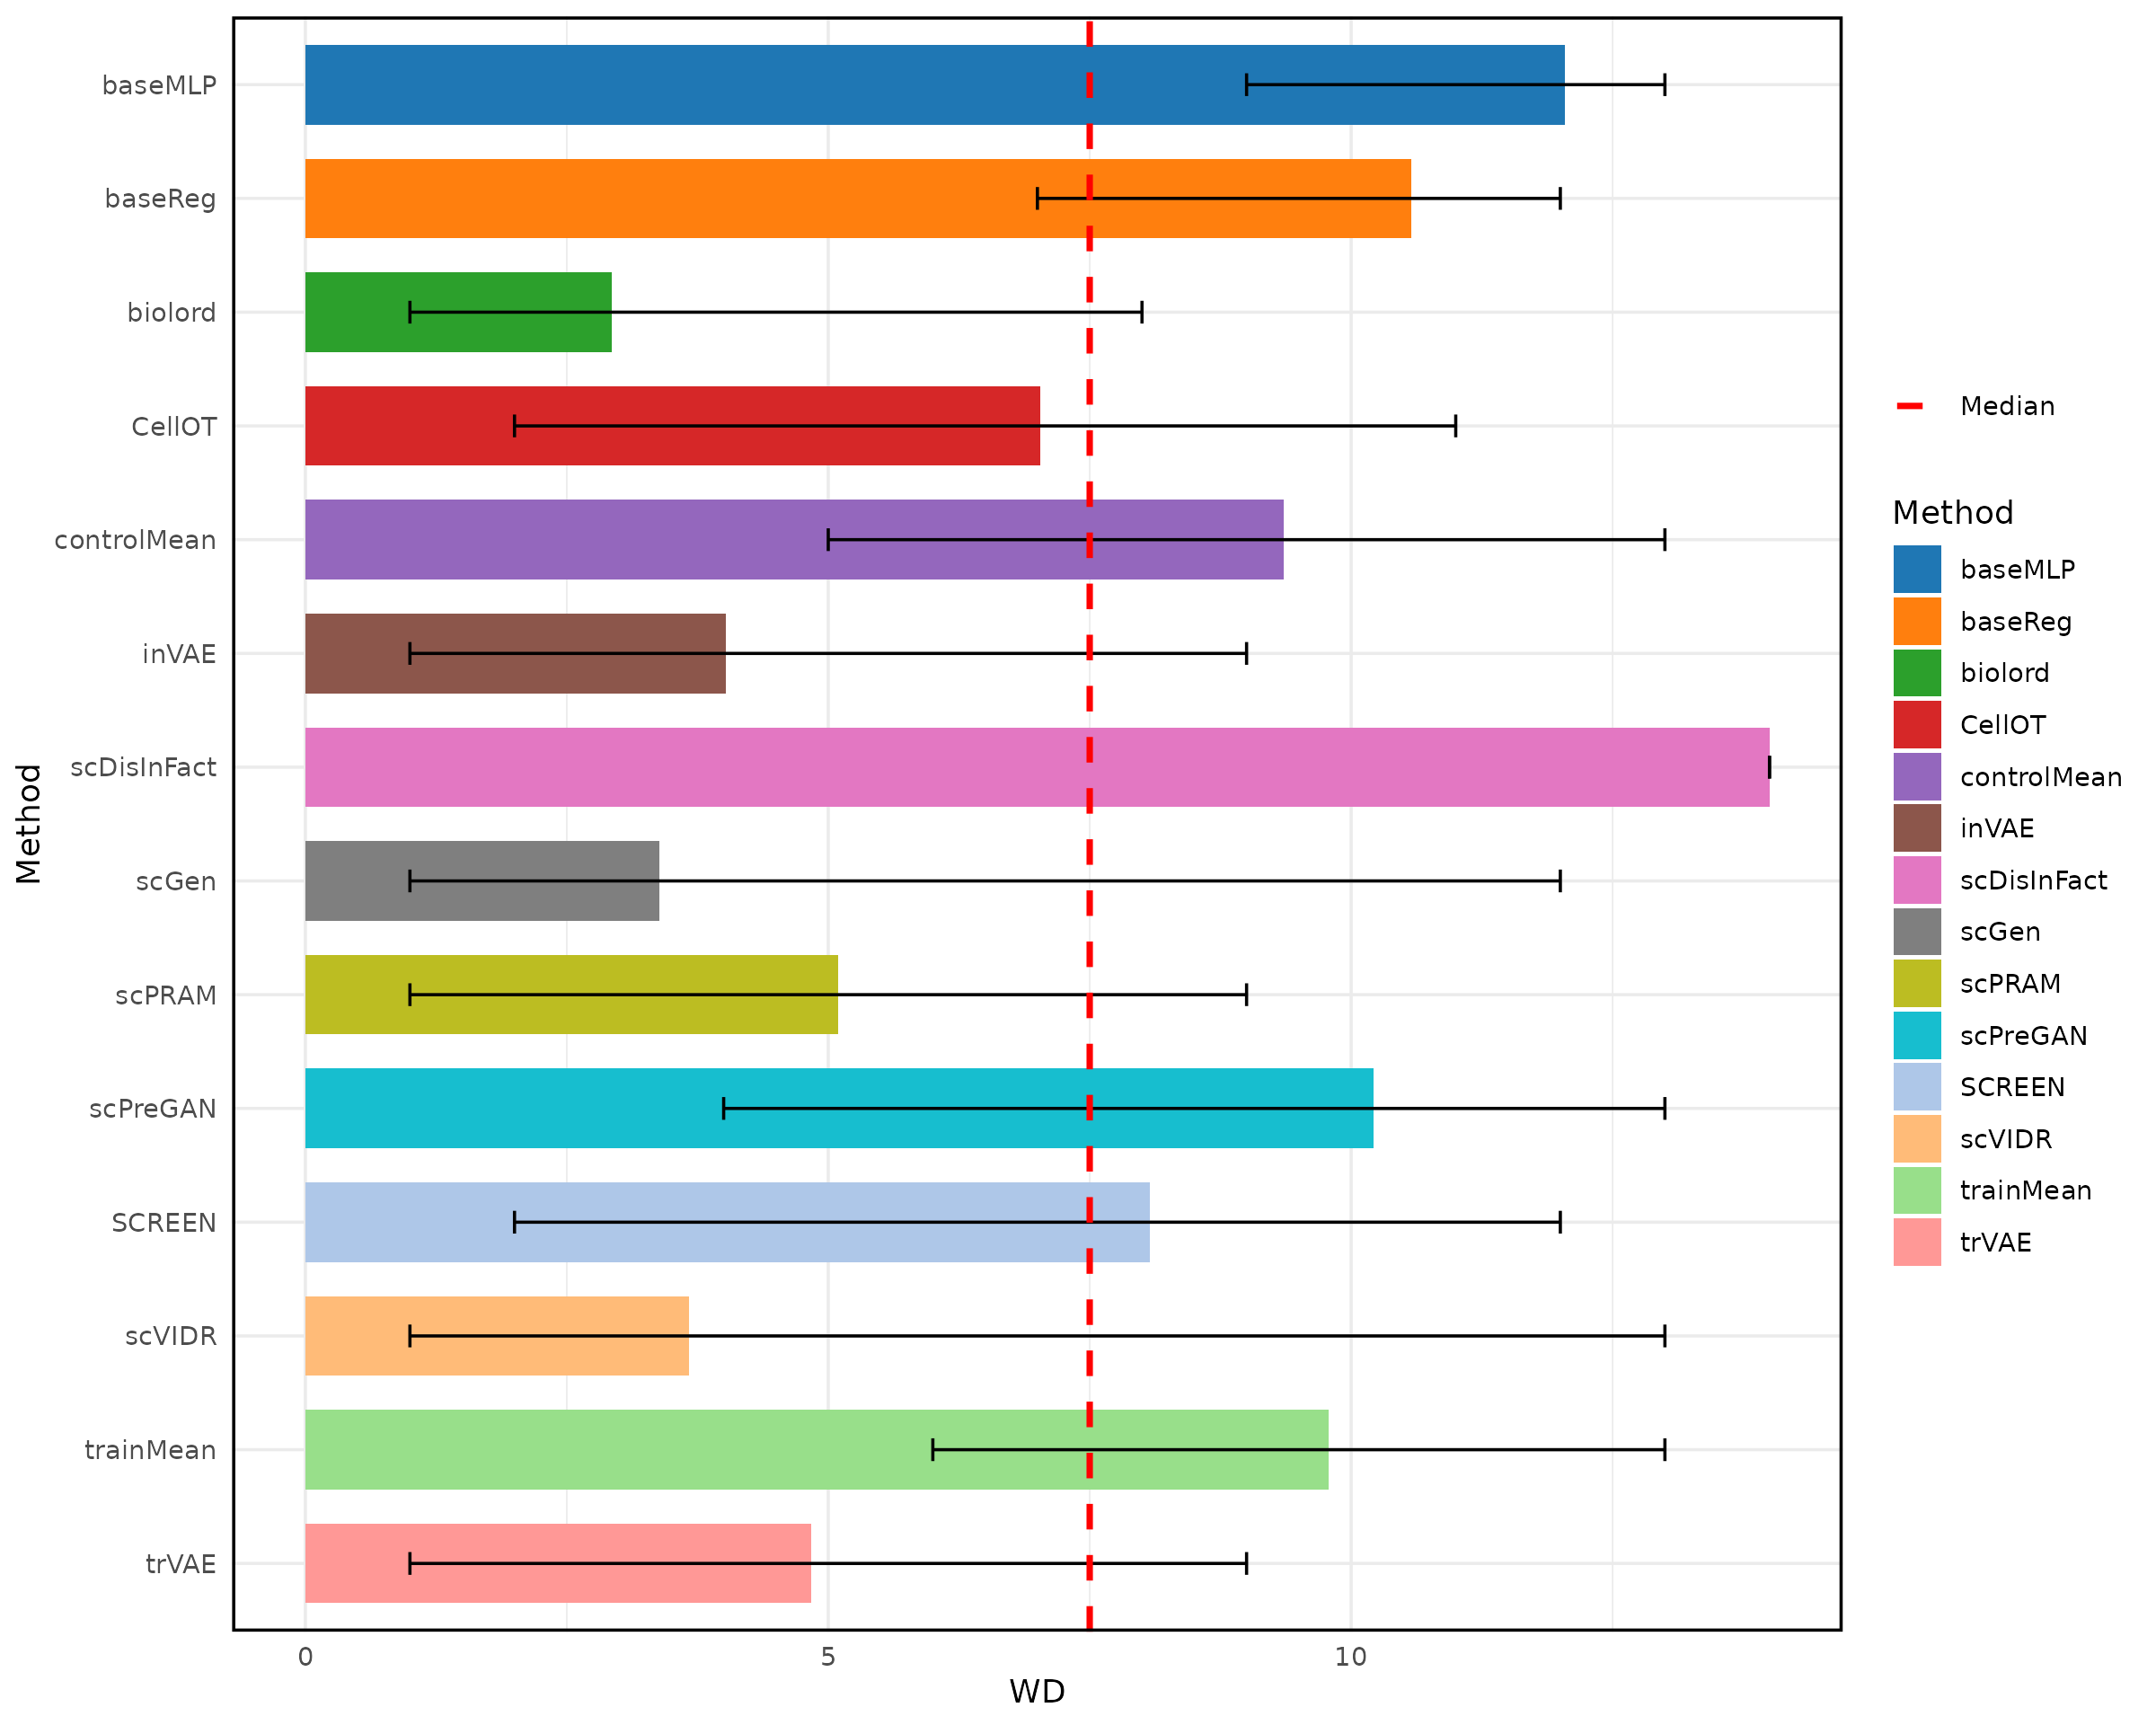 baseMLP
baseReg
biolord
CellOT
controlMean
inVAE
scDisInFact
scGen
scPRAM
scPreGAN
SCREEN
scVIDR
trainMean
trVAE
Method
0 5 10
WD
Median
Method
baseMLP
baseReg
biolord
CellOT
controlMean
inVAE
scDisInFact
scGen
scPRAM
scPreGAN
SCREEN
scVIDR
trainMean
trVAE